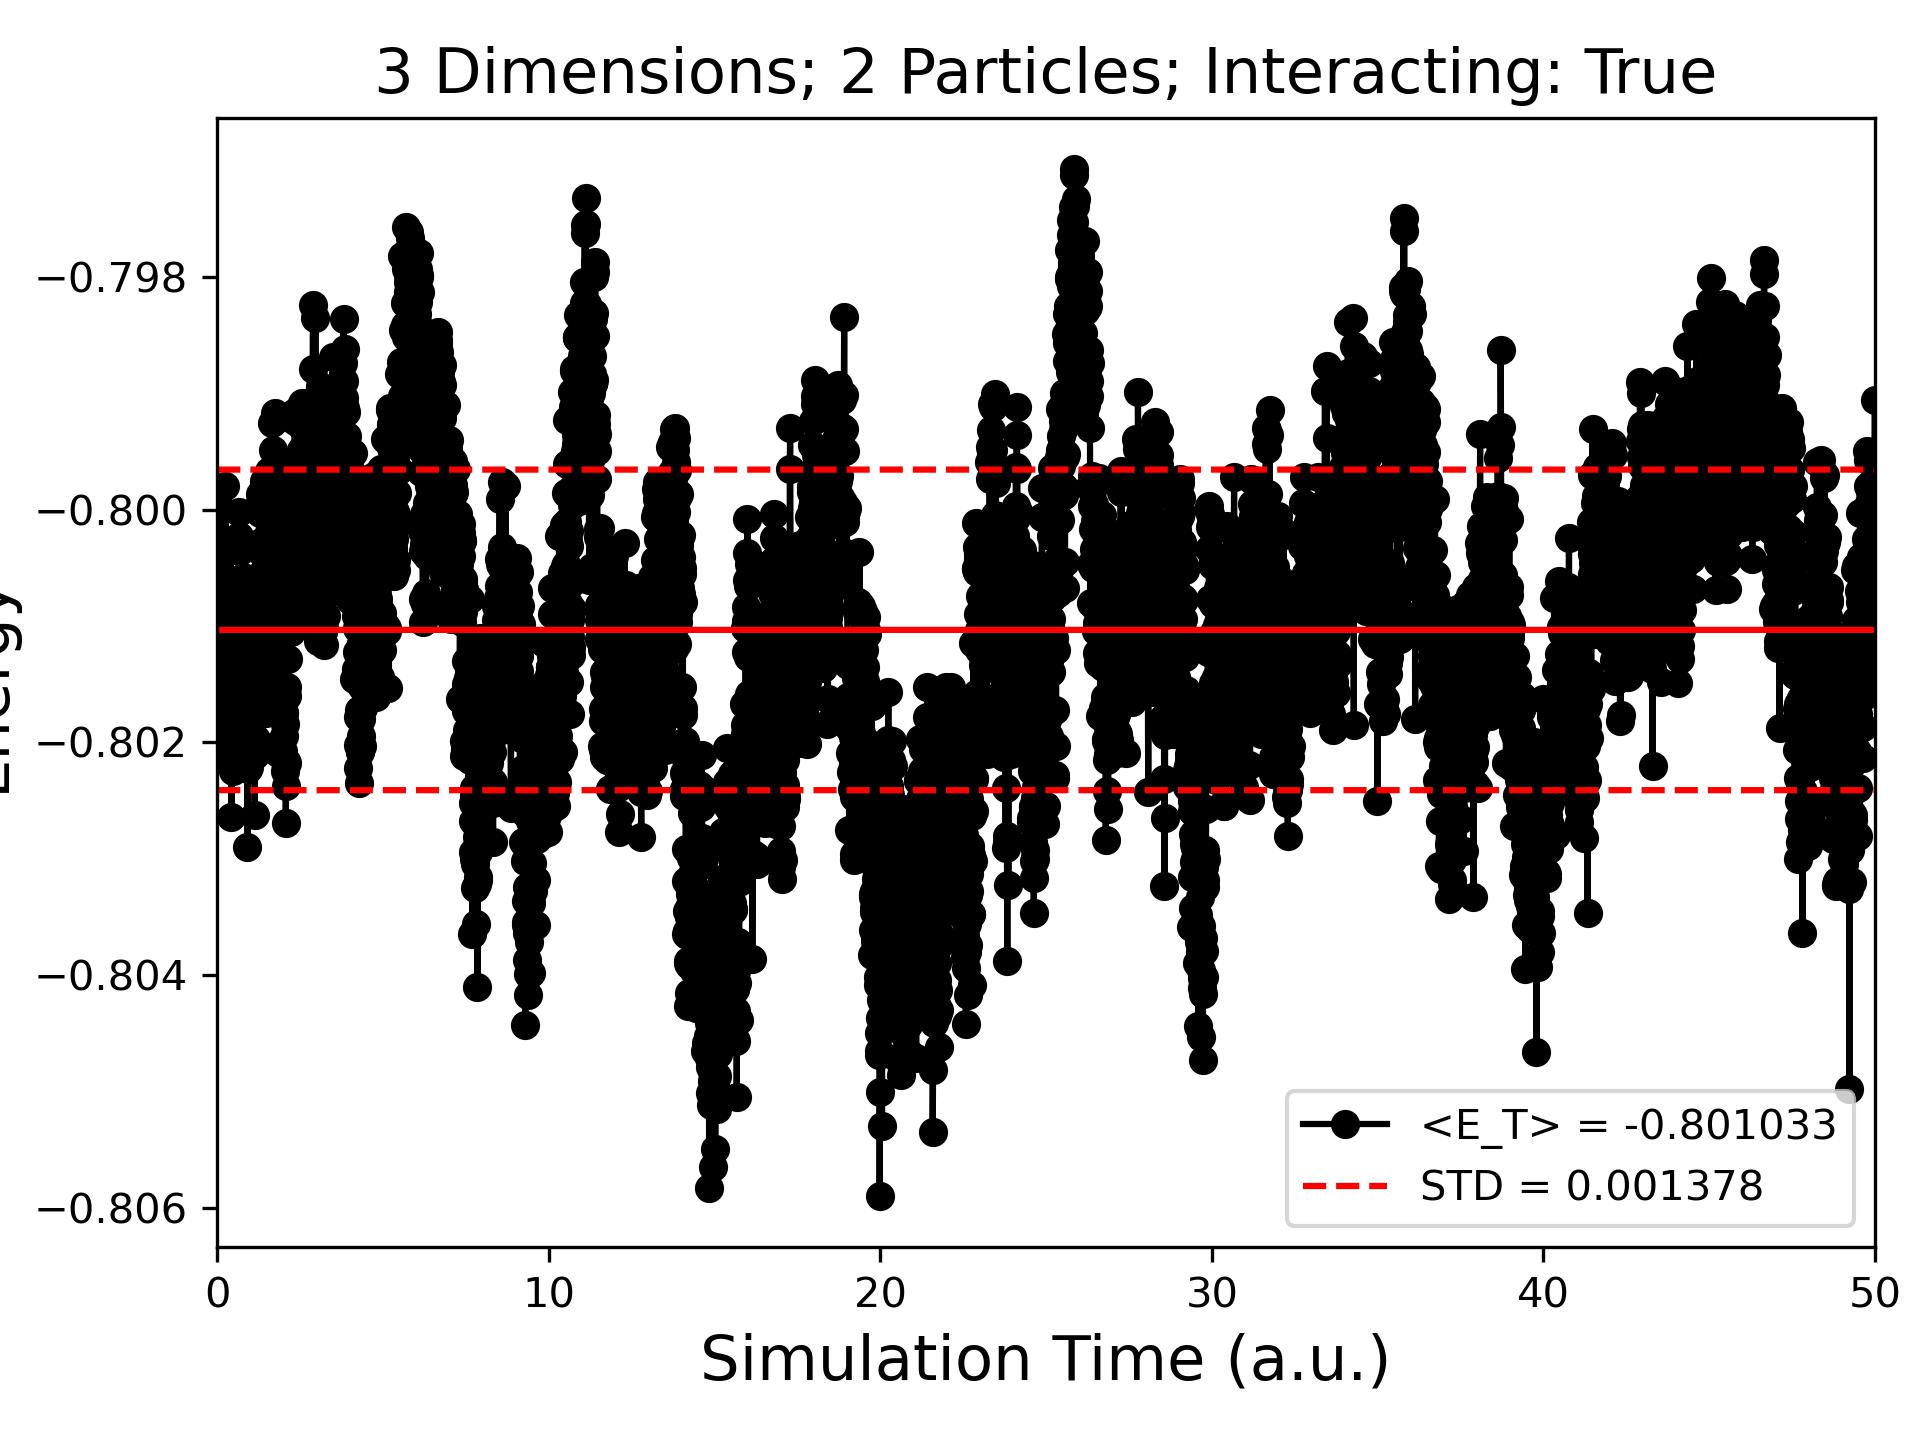 3 Dimensions; 2 Particles; Interacting: True
Energy
−0.798
−0.800
−0.802
−0.804
−0.806
0 10 20 30 40 50
Simulation Time (a.u.)
<E_T> = -0.801033
STD = 0.001378